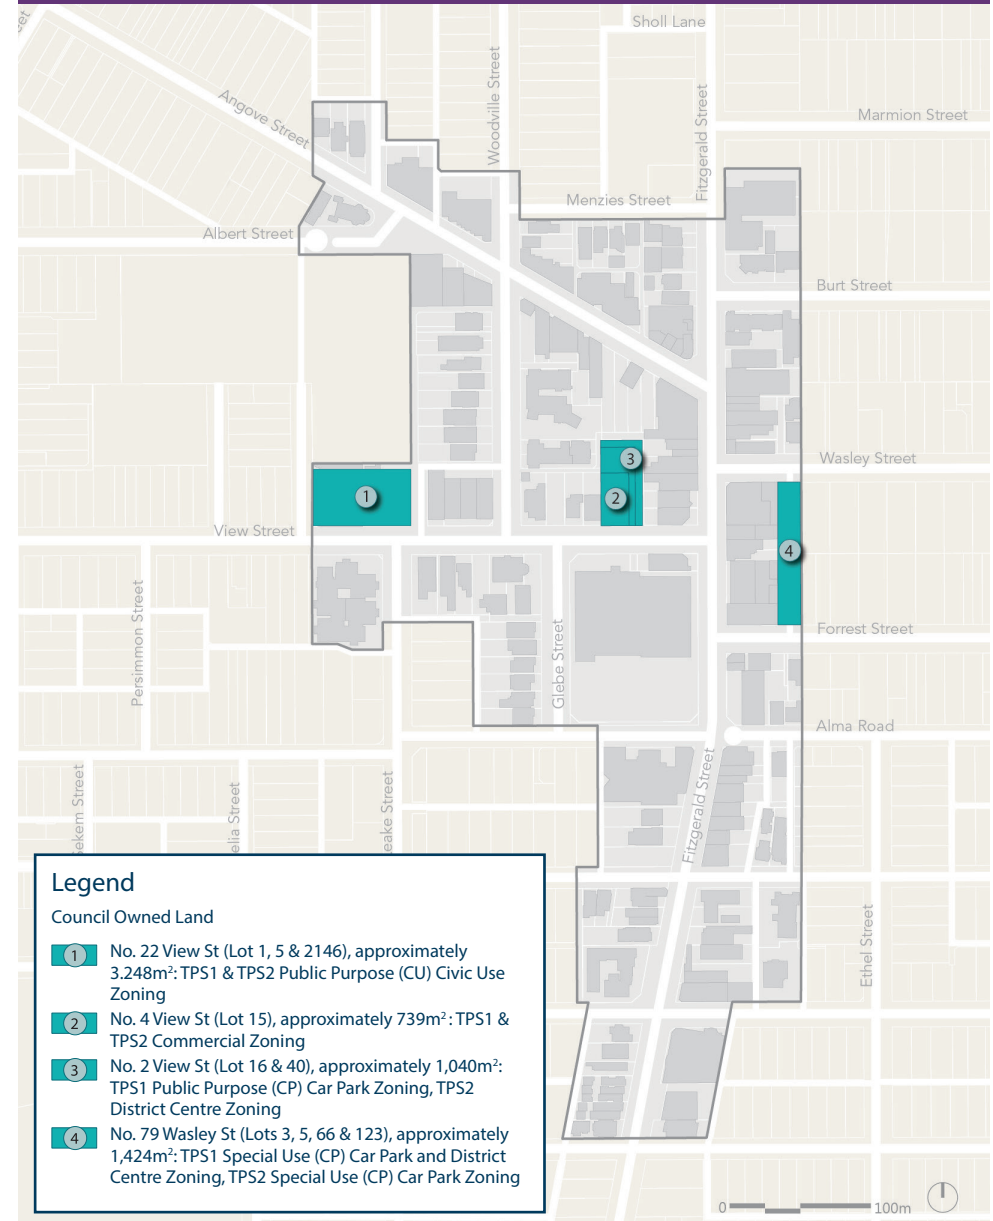 Sholl Lane
Woodville Street
Angove Street
Fitzgerald Street
Marmion Street
Menzies Street
Albert Street
Burt Street
3
Wasley Street
1
2
View Street
4
Persimmon Street
Glebe Street
Forrest Street
Alma Road
Fitzgerald Street
Ethel Street
Legend
Council Owned Land
1
No. 22 View St (Lot 1, 5 & 2146), approximately
3.248m²: TPS1 & TPS2 Public Purpose (CU) Civic Use
Zoning
2
No. 4 View St (Lot 15), approximately 739m² : TPS1 &
TPS2 Commercial Zoning
3
No. 2 View St (Lot 16 & 40), approximately 1,040m²:
TPS1 Public Purpose (CP) Car Park Zoning, TPS2
District Centre Zoning
4
No. 79 Wasley St (Lots 3, 5, 66 & 123), approximately
1,424m²: TPS1 Special Use (CP) Car Park and District
Centre Zoning, TPS2 Special Use (CP) Car Park Zoning
0 100m